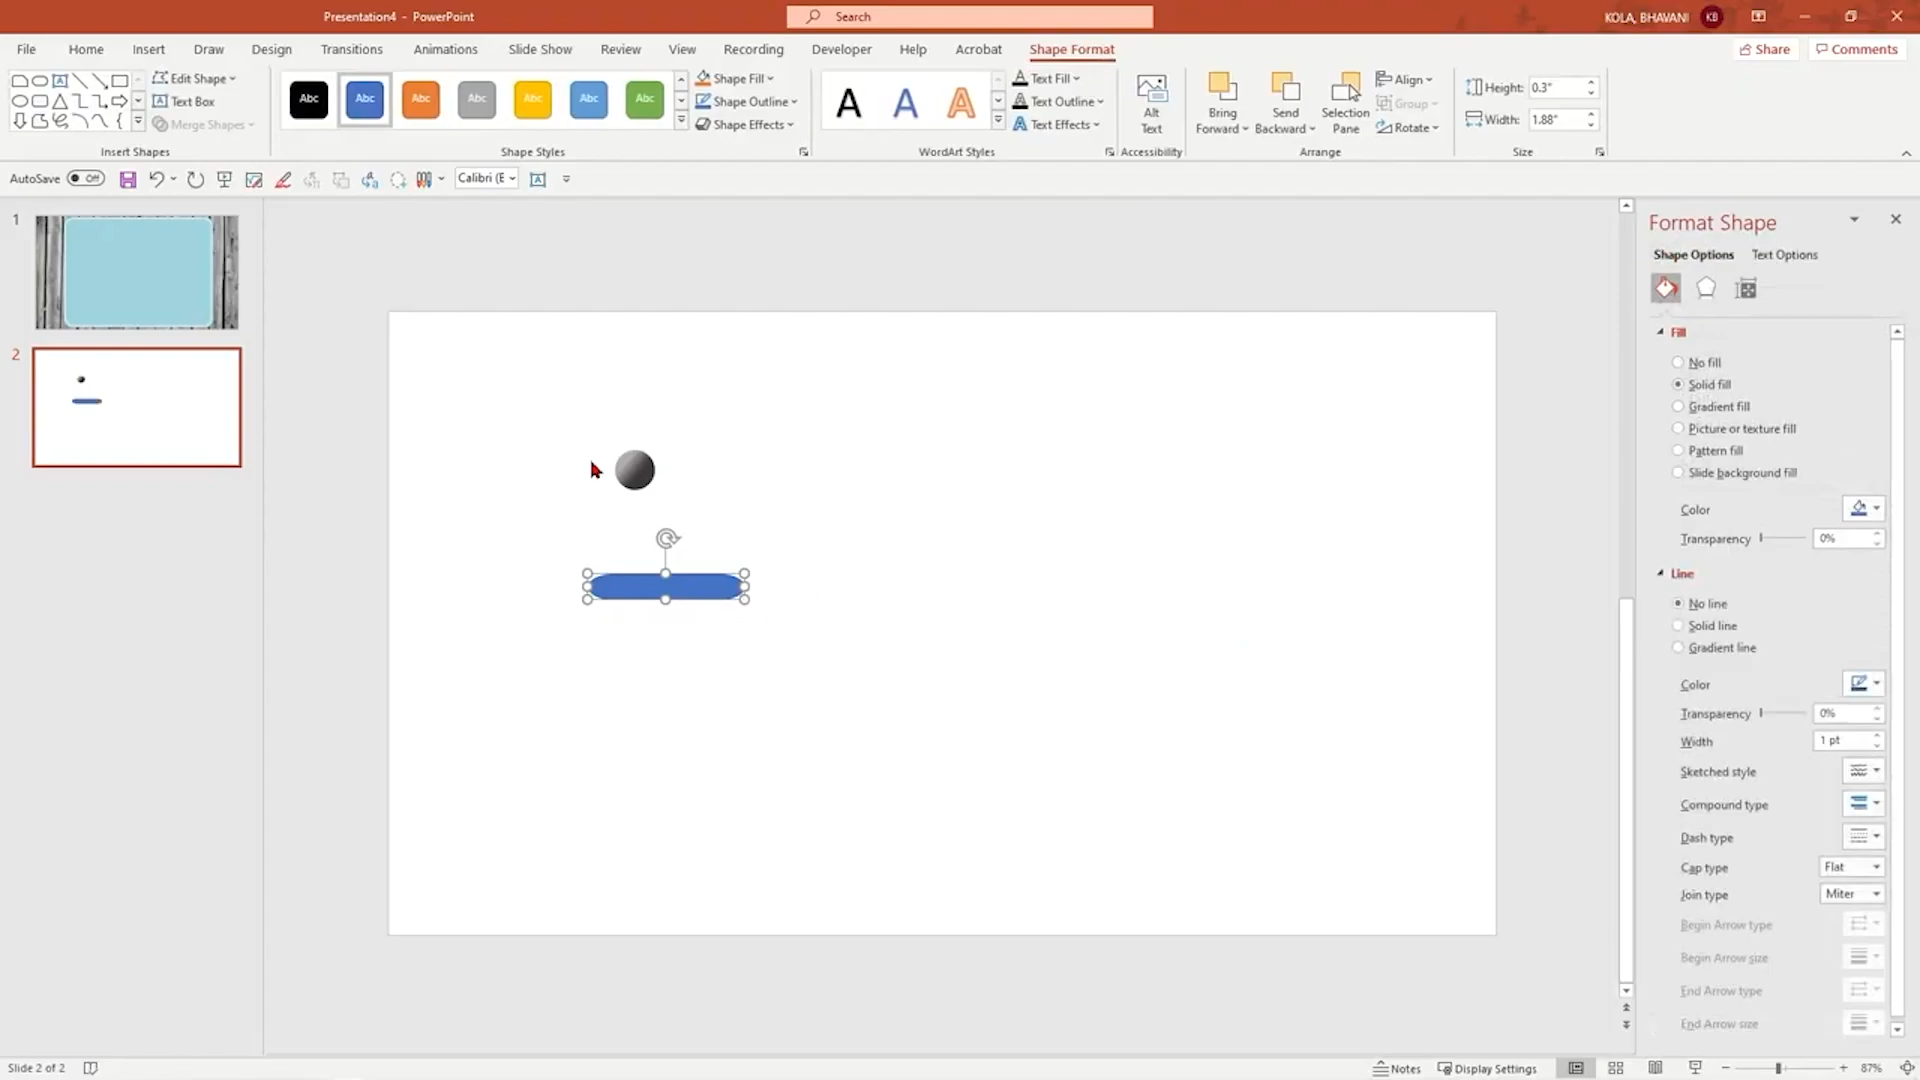 Presentation4 - PowerPoint
Search
KOLA, BHAVANI KB
File Home Insert Draw Design Transitions Animations Slide Show Review View Recording Developer Help Acrobat Shape Format Share Comments
Edit Shape
Text Box
Merge Shapes
Insert Shapes
Abc Abc Abc Abc Abc Abc Abc
Shape Fill
Shape Outline
Shape Effects
Shape Styles
A A A
Text Fill
Text Outline
Text Effects
WordArt Styles
Alt Text
Accessibility
Bring Forward
Send Backward
Selection Pane
Align
Group
Rotate
Arrange
Height: 0.3"
Width: 1.88"
Size
AutoSave Off
Calibri (E
1
2
Format Shape
Shape Options Text Options
Fill
No fill
Solid fill
Gradient fill
Picture or texture fill
Pattern fill
Slide background fill
Color
Transparency 0%
Line
No line
Solid line
Gradient line
Color
Transparency 0%
Width 1 pt
Sketched style
Compound type
Dash type
Cap type Flat
Join type Miter
Begin Arrow type
Begin Arrow size
End Arrow type
End Arrow size
Slide 2 of 2
Notes Display Settings 87%